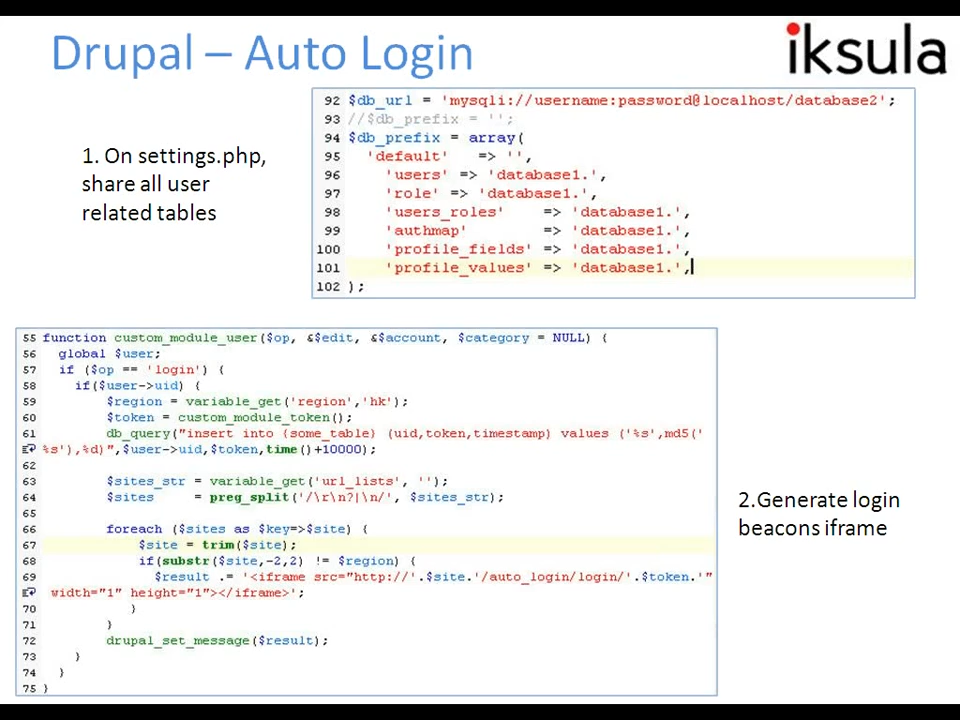 Drupal – Auto Login
iksula
1. On settings.php,
share all user
related tables
92 $db_url = 'mysqli://username:password@localhost/database2';
93 //$db_prefix = '';
94 $db_prefix = array(
95 'default' => '',
96 'users' => 'database1.',
97 'role' => 'database1.',
98 'users_roles' => 'database1.',
99 'authmap' => 'database1.',
100 'profile_fields' => 'database1.',
101 'profile_values' => 'database1.',
102 );
55 function custom_module_user($op, &$edit, &$account, $category = NULL) {
56 global $user;
57 if ($op == 'login') {
58 if($user->uid) {
59 $region = variable_get('region','hk');
60 $token = custom_module_token();
61 db_query("insert into {some_table} (uid,token,timestamp) values ('%s',md5('
%s'),%d)",$user->uid,$token,time()+10000);
62
63 $sites_str = variable_get('url_lists', '');
64 $sites = preg_split('/\r\n?|\n/', $sites_str);
65
66 foreach ($sites as $key=>$site) {
67 $site = trim($site);
68 if(substr($site,-2,2) != $region) {
69 $result .= '<iframe src="http://'.$site.'/auto_login/login/'.$token.'"
width="1" height="1"></iframe>';
70 }
71 }
72 drupal_set_message($result);
73 }
74 }
75 }
2.Generate login
beacons iframe